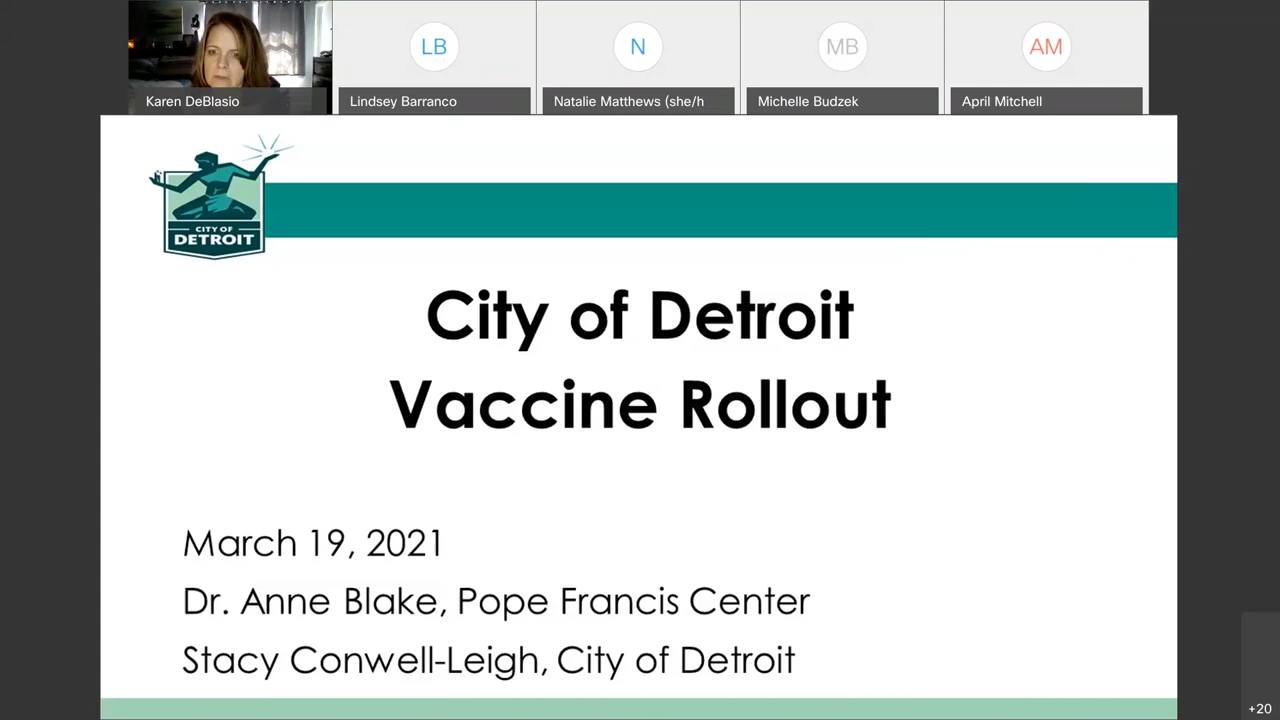 LB
N
MB
AM
Karen DeBlasio
Lindsey Barranco
Natalie Matthews (she/h
Michelle Budzek
April Mitchell
CITY OF
DETROIT
City of Detroit
Vaccine Rollout
March 19, 2021
Dr. Anne Blake, Pope Francis Center
Stacy Conwell-Leigh, City of Detroit
+20